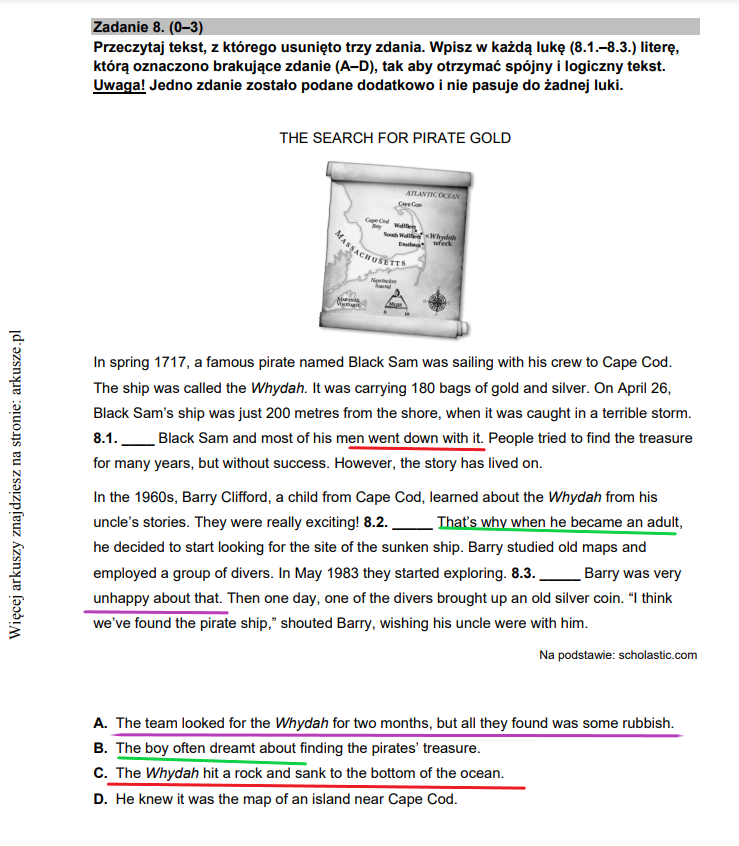 Zadanie 8. (0–3)
Przeczytaj tekst, z którego usunięto trzy zdania. Wpisz w każdą lukę (8.1.–8.3.) literę,
którą oznaczono brakujące zdanie (A–D), tak aby otrzymać spójny i logiczny tekst.
Uwaga! Jedno zdanie zostało podane dodatkowo i nie pasuje do żadnej luki.
THE SEARCH FOR PIRATE GOLD
ATLANTIC OCEAN
CAPE COD
Cape Cod
Bay
Wellfleet
South Wellfleet
×Whydah
wreck
Eastham
MASSACHUSETTS
Nantucket
Sound
MARTHA'S
VINEYARD
MILES
0 10
Więcej arkuszy znajdziesz na stronie: arkusze.pl
In spring 1717, a famous pirate named Black Sam was sailing with his crew to Cape Cod.
The ship was called the Whydah. It was carrying 180 bags of gold and silver. On April 26,
Black Sam's ship was just 200 metres from the shore, when it was caught in a terrible storm.
8.1. ____ Black Sam and most of his men went down with it. People tried to find the treasure
for many years, but without success. However, the story has lived on.
In the 1960s, Barry Clifford, a child from Cape Cod, learned about the Whydah from his
uncle's stories. They were really exciting! 8.2. _____ That's why when he became an adult,
he decided to start looking for the site of the sunken ship. Barry studied old maps and
employed a group of divers. In May 1983 they started exploring. 8.3. _____ Barry was very
unhappy about that. Then one day, one of the divers brought up an old silver coin. "I think
we've found the pirate ship," shouted Barry, wishing his uncle were with him.
Na podstawie: scholastic.com
A. The team looked for the Whydah for two months, but all they found was some rubbish.
B. The boy often dreamt about finding the pirates' treasure.
C. The Whydah hit a rock and sank to the bottom of the ocean.
D. He knew it was the map of an island near Cape Cod.